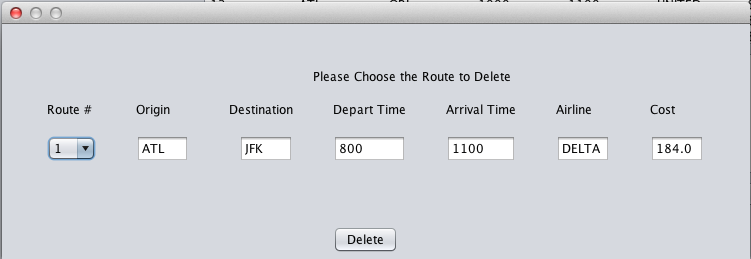 Please Choose the Route to Delete
Route # Origin Destination Depart Time Arrival Time Airline Cost
1 ATL JFK 800 1100 DELTA 184.0
Delete